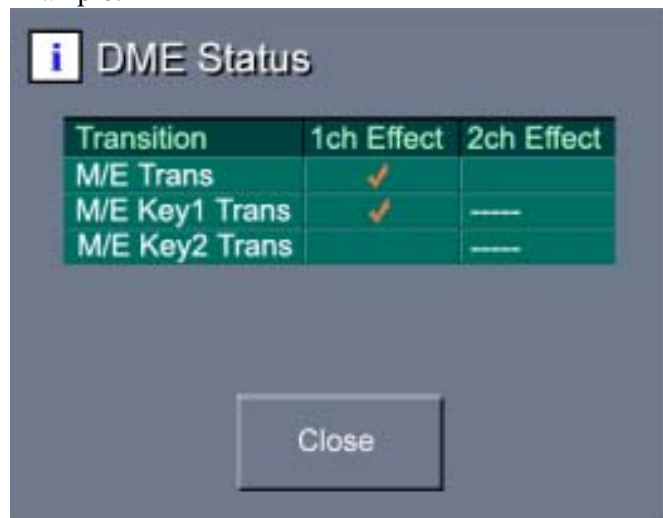 i DME Status
Transition 1ch Effect 2ch Effect
M/E Trans
M/E Key1 Trans -----
M/E Key2 Trans -----
Close